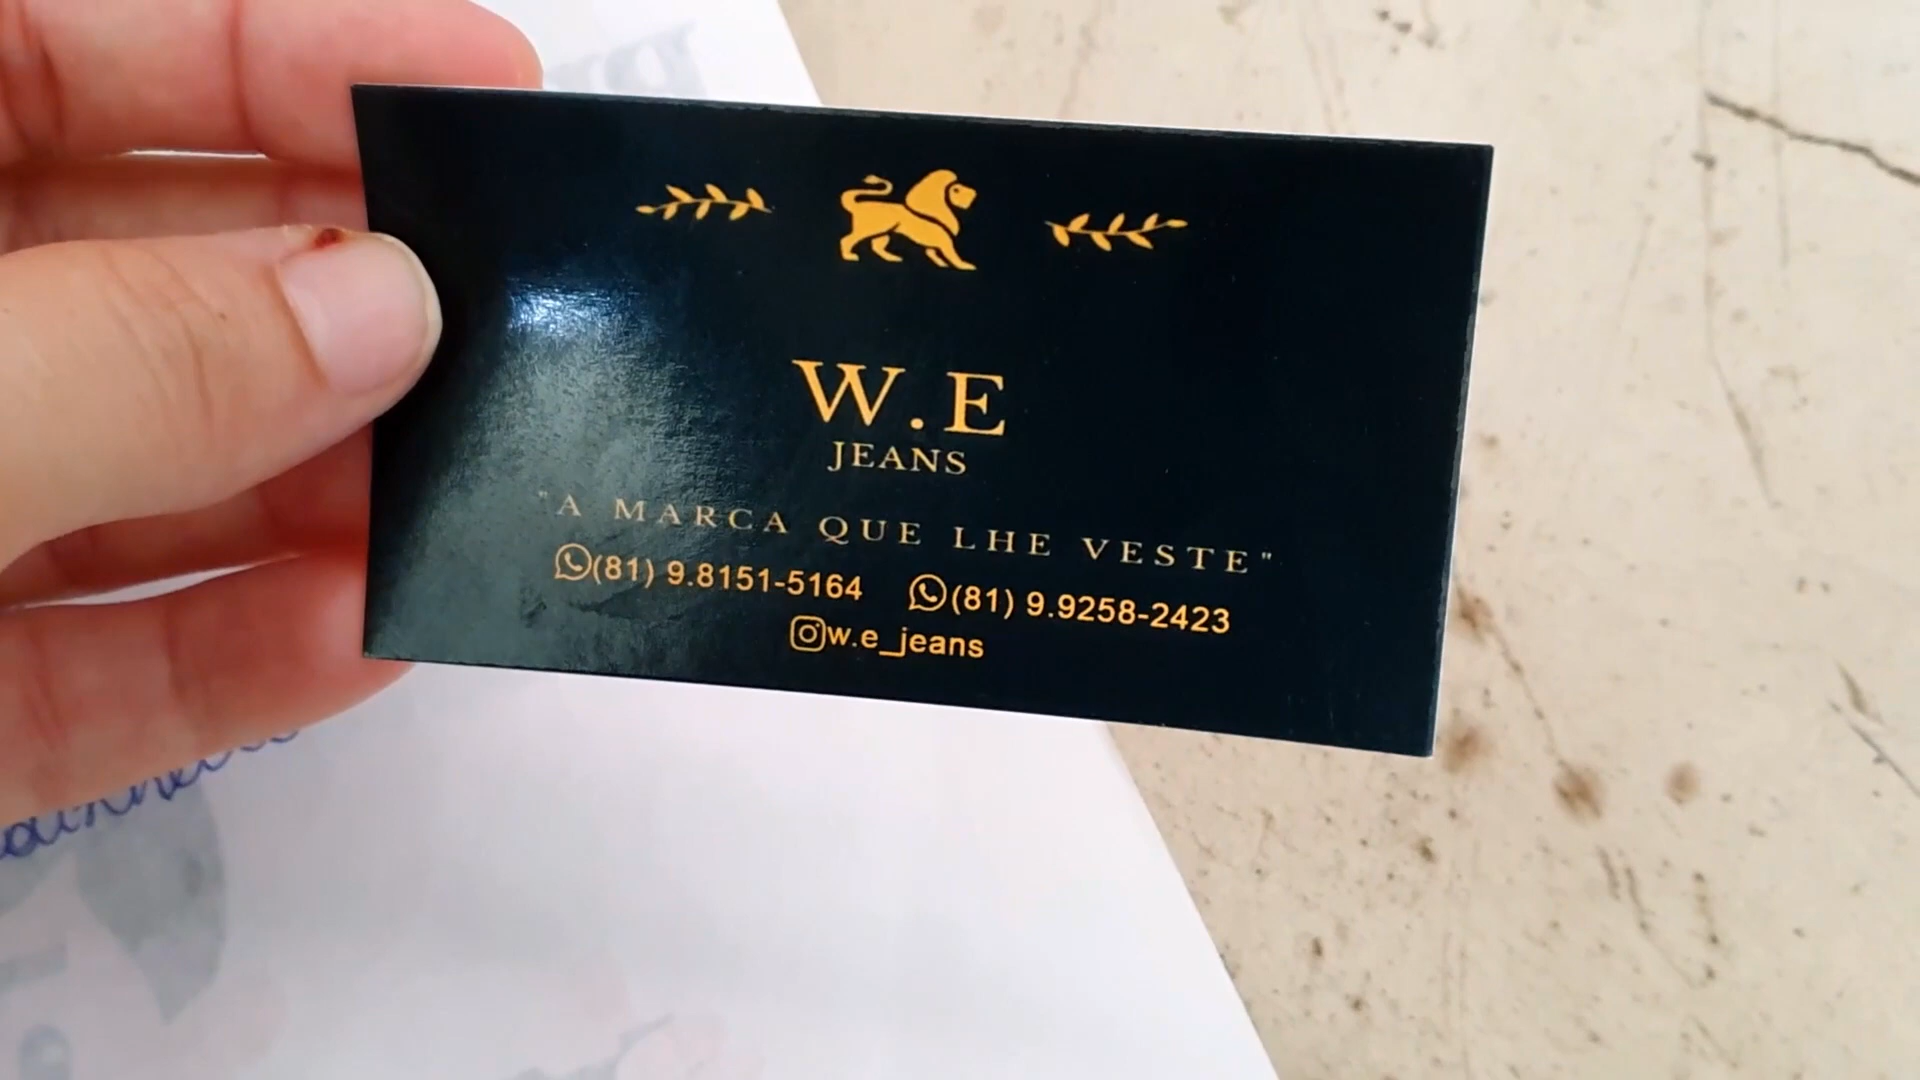 W.E
JEANS
"A MARCA QUE LHE VESTE"
(81) 9.8151-5164 (81) 9.9258-2423
w.e_jeans